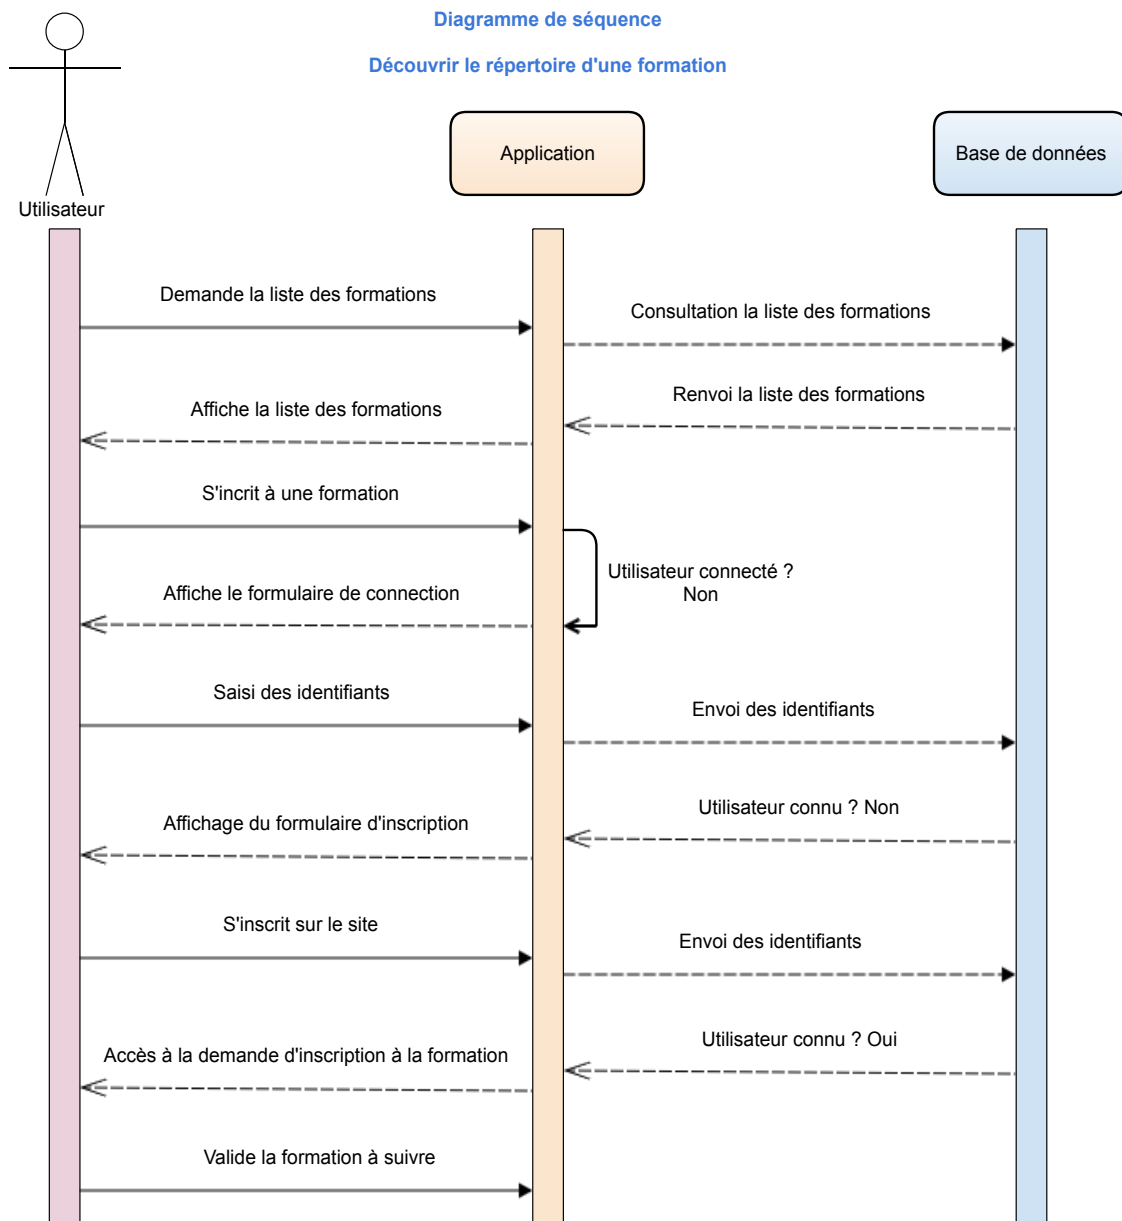 Diagramme de séquence
Découvrir le répertoire d'une formation
Utilisateur
Application
Base de données
Demande la liste des formations
Consultation la liste des formations
Renvoi la liste des formations
Affiche la liste des formations
S'incrit à une formation
Utilisateur connecté ?
Non
Affiche le formulaire de connection
Saisi des identifiants
Envoi des identifiants
Utilisateur connu ? Non
Affichage du formulaire d'inscription
S'inscrit sur le site
Envoi des identifiants
Utilisateur connu ? Oui
Accès à la demande d'inscription à la formation
Valide la formation à suivre